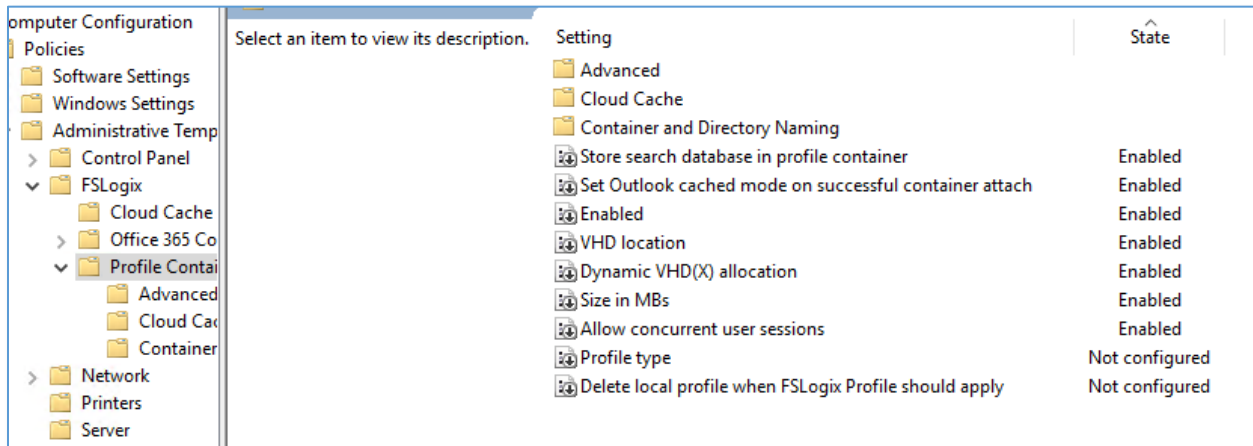 omputer Configuration
Policies
Software Settings
Windows Settings
Administrative Temp
Control Panel
FSLogix
Cloud Cache
Office 365 Co
Profile Contai
Advanced
Cloud Cac
Container
Network
Printers
Server
Select an item to view its description.
Setting State
Advanced
Cloud Cache
Container and Directory Naming
Store search database in profile container Enabled
Set Outlook cached mode on successful container attach Enabled
Enabled Enabled
VHD location Enabled
Dynamic VHD(X) allocation Enabled
Size in MBs Enabled
Allow concurrent user sessions Enabled
Profile type Not configured
Delete local profile when FSLogix Profile should apply Not configured